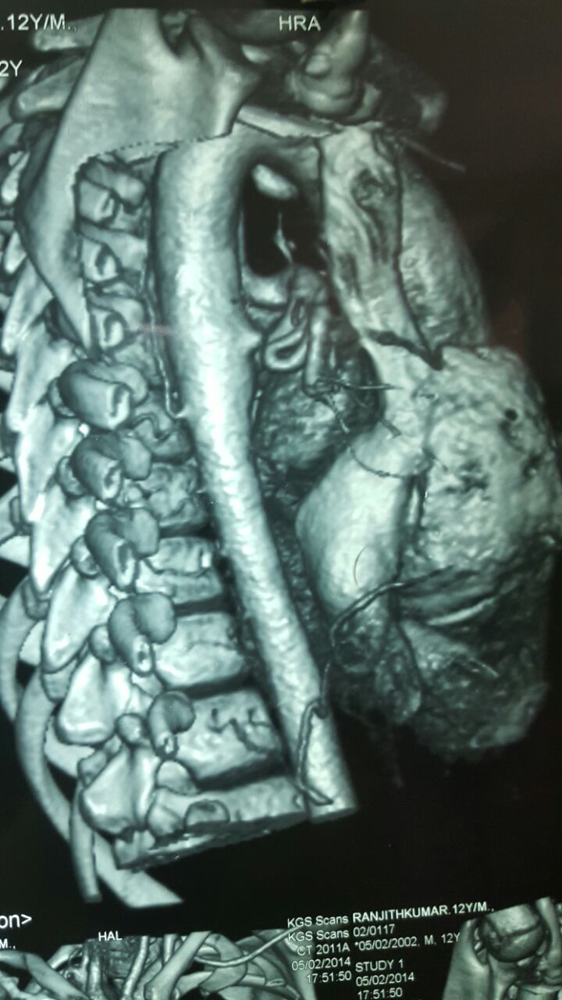 .12Y/M.,
HRA
2Y
on>
M.,
HAL
KGS Scans RANJITHKUMAR.12Y/M.,
KGS Scans 02/0117
CT 2011A *05/02/2002, M, 12Y
05/02/2014 STUDY 1
17:51:50 05/02/2014
17:51:50